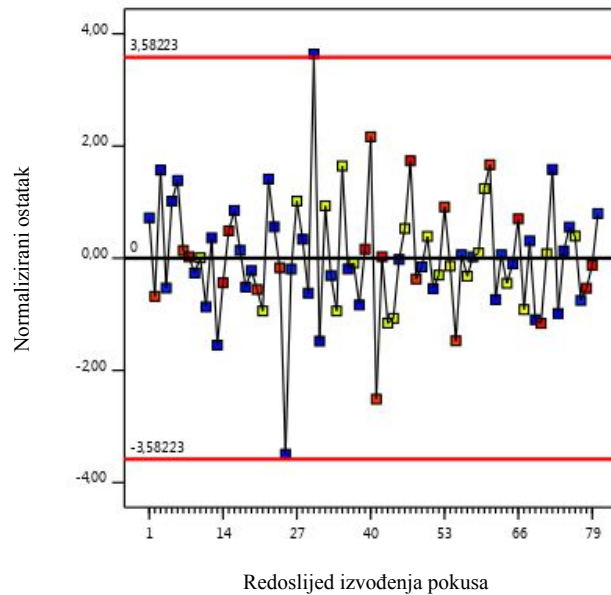 4,00
3,58223
2,00
0
0,00
-2,00
-3,58223
-4,00
Normalizirani ostatak
1 14 27 40 53 66 79
Redoslijed izvođenja pokusa